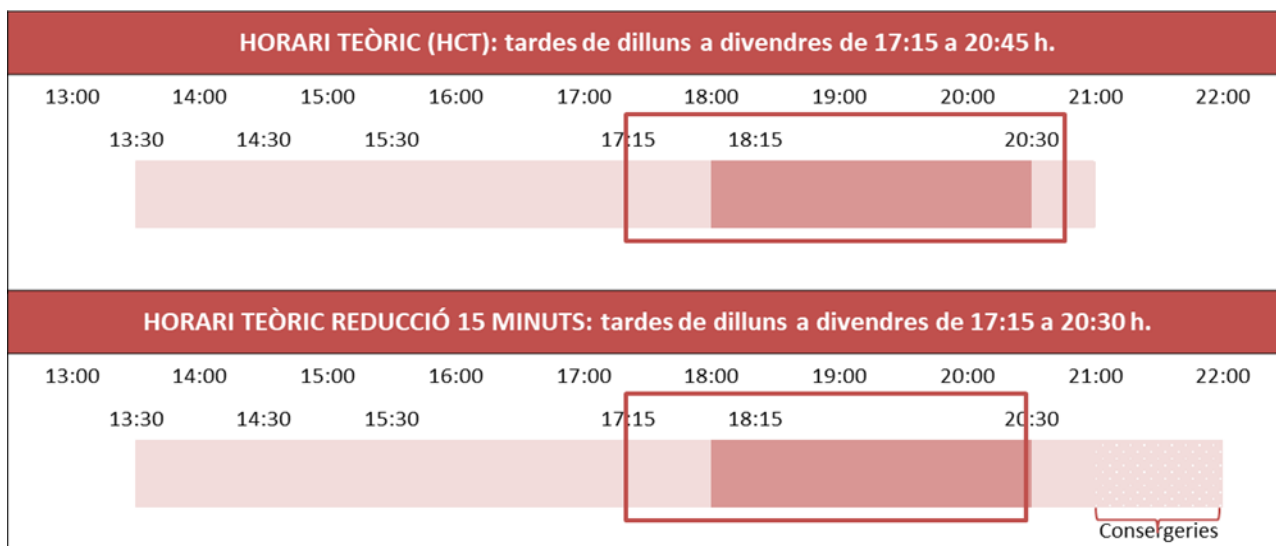 HORARI TEÒRIC (HCT): tardes de dilluns a divendres de 17:15 a 20:45 h.
13:00 14:00 15:00 16:00 17:00 18:00 19:00 20:00 21:00 22:00
13:30 14:30 15:30 17:15 18:15 20:30
HORARI TEÒRIC REDUCCIÓ 15 MINUTS: tardes de dilluns a divendres de 17:15 a 20:30 h.
13:00 14:00 15:00 16:00 17:00 18:00 19:00 20:00 21:00 22:00
13:30 14:30 15:30 17:15 18:15 20:30
Consergeries